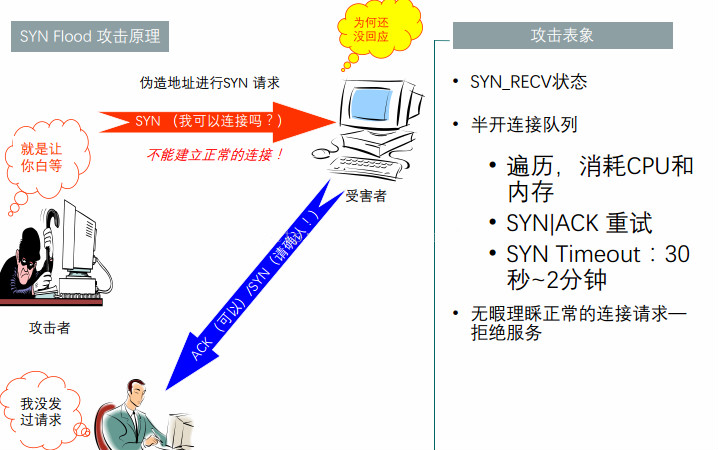 SYN Flood 攻击原理
为何还
没回应
攻击表象
伪造地址进行SYN 请求
SYN （我可以连接吗？）
不能建立正常的连接！
就是让
你白等
受害者
攻击者
ACK（可以）/SYN（请确认！）
我没发
过请求
• SYN_RECV状态
• 半开连接队列
• 遍历，消耗CPU和
内存
• SYN|ACK 重试
• SYN Timeout：30
秒~2分钟
• 无暇理睬正常的连接请求—
拒绝服务